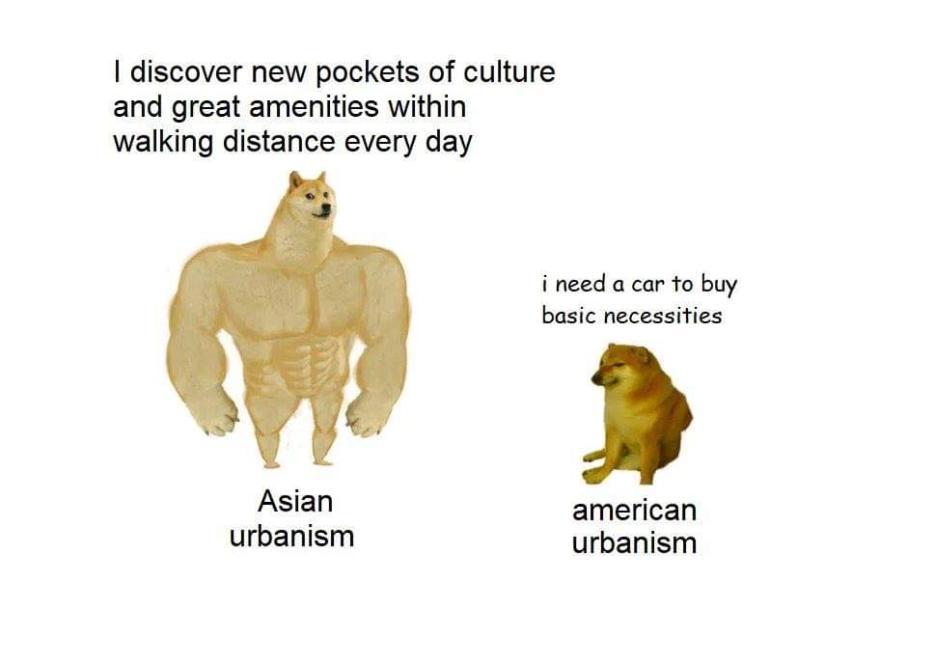 I discover new pockets of culture
and great amenities within
walking distance every day
i need a car to buy
basic necessities
Asian
urbanism
american
urbanism